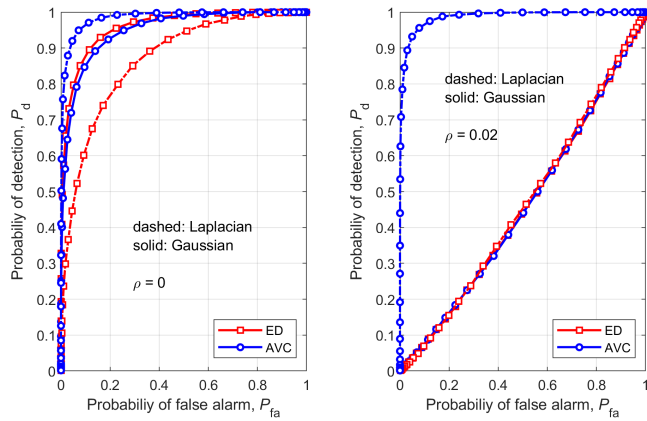 1
0.9
0.8
0.7
0.6
0.5
0.4
0.3
0.2
0.1
0
Probabiliy of detection, P_d
dashed: Laplacian
solid: Gaussian
ρ = 0
ED
AVC
0 0.2 0.4 0.6 0.8 1
Probabiliy of false alarm, P_fa
1
0.9
0.8
0.7
0.6
0.5
0.4
0.3
0.2
0.1
0
Probabiliy of detection, P_d
dashed: Laplacian
solid: Gaussian
ρ = 0.02
ED
AVC
0 0.2 0.4 0.6 0.8 1
Probabiliy of false alarm, P_fa